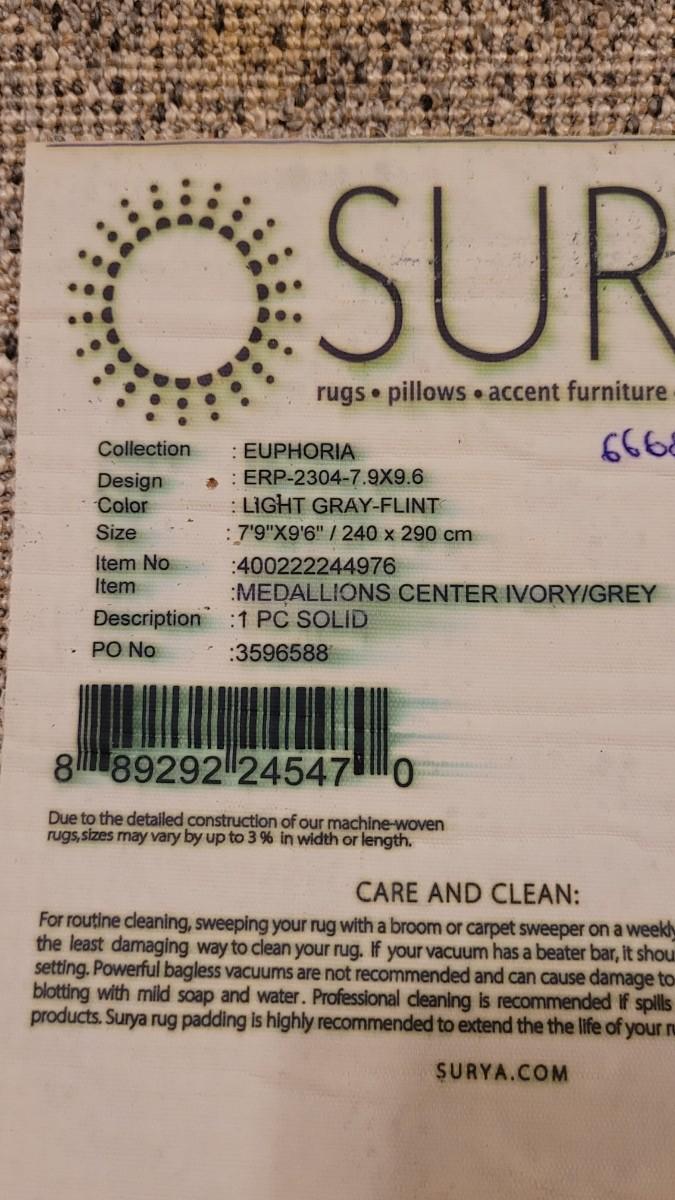 SUR
rugs • pillows • accent furniture
Collection : EUPHORIA
Design : ERP-2304-7.9X9.6
Color : LIGHT GRAY-FLINT
Size : 7'9"X9'6" / 240 x 290 cm
Item No :400222244976
Item :MEDALLIONS CENTER IVORY/GREY
Description :1 PC SOLID
PO No :3596588
8 89292 24547 0
Due to the detailed construction of our machine-woven
rugs,sizes may vary by up to 3 % in width or length.
CARE AND CLEAN:
For routine cleaning, sweeping your rug with a broom or carpet sweeper on a weekly
the least damaging way to clean your rug. If your vacuum has a beater bar, it shou
setting. Powerful bagless vacuums are not recommended and can cause damage to
blotting with mild soap and water. Professional cleaning is recommended if spills
products. Surya rug padding is highly recommended to extend the the life of your
SURYA.COM